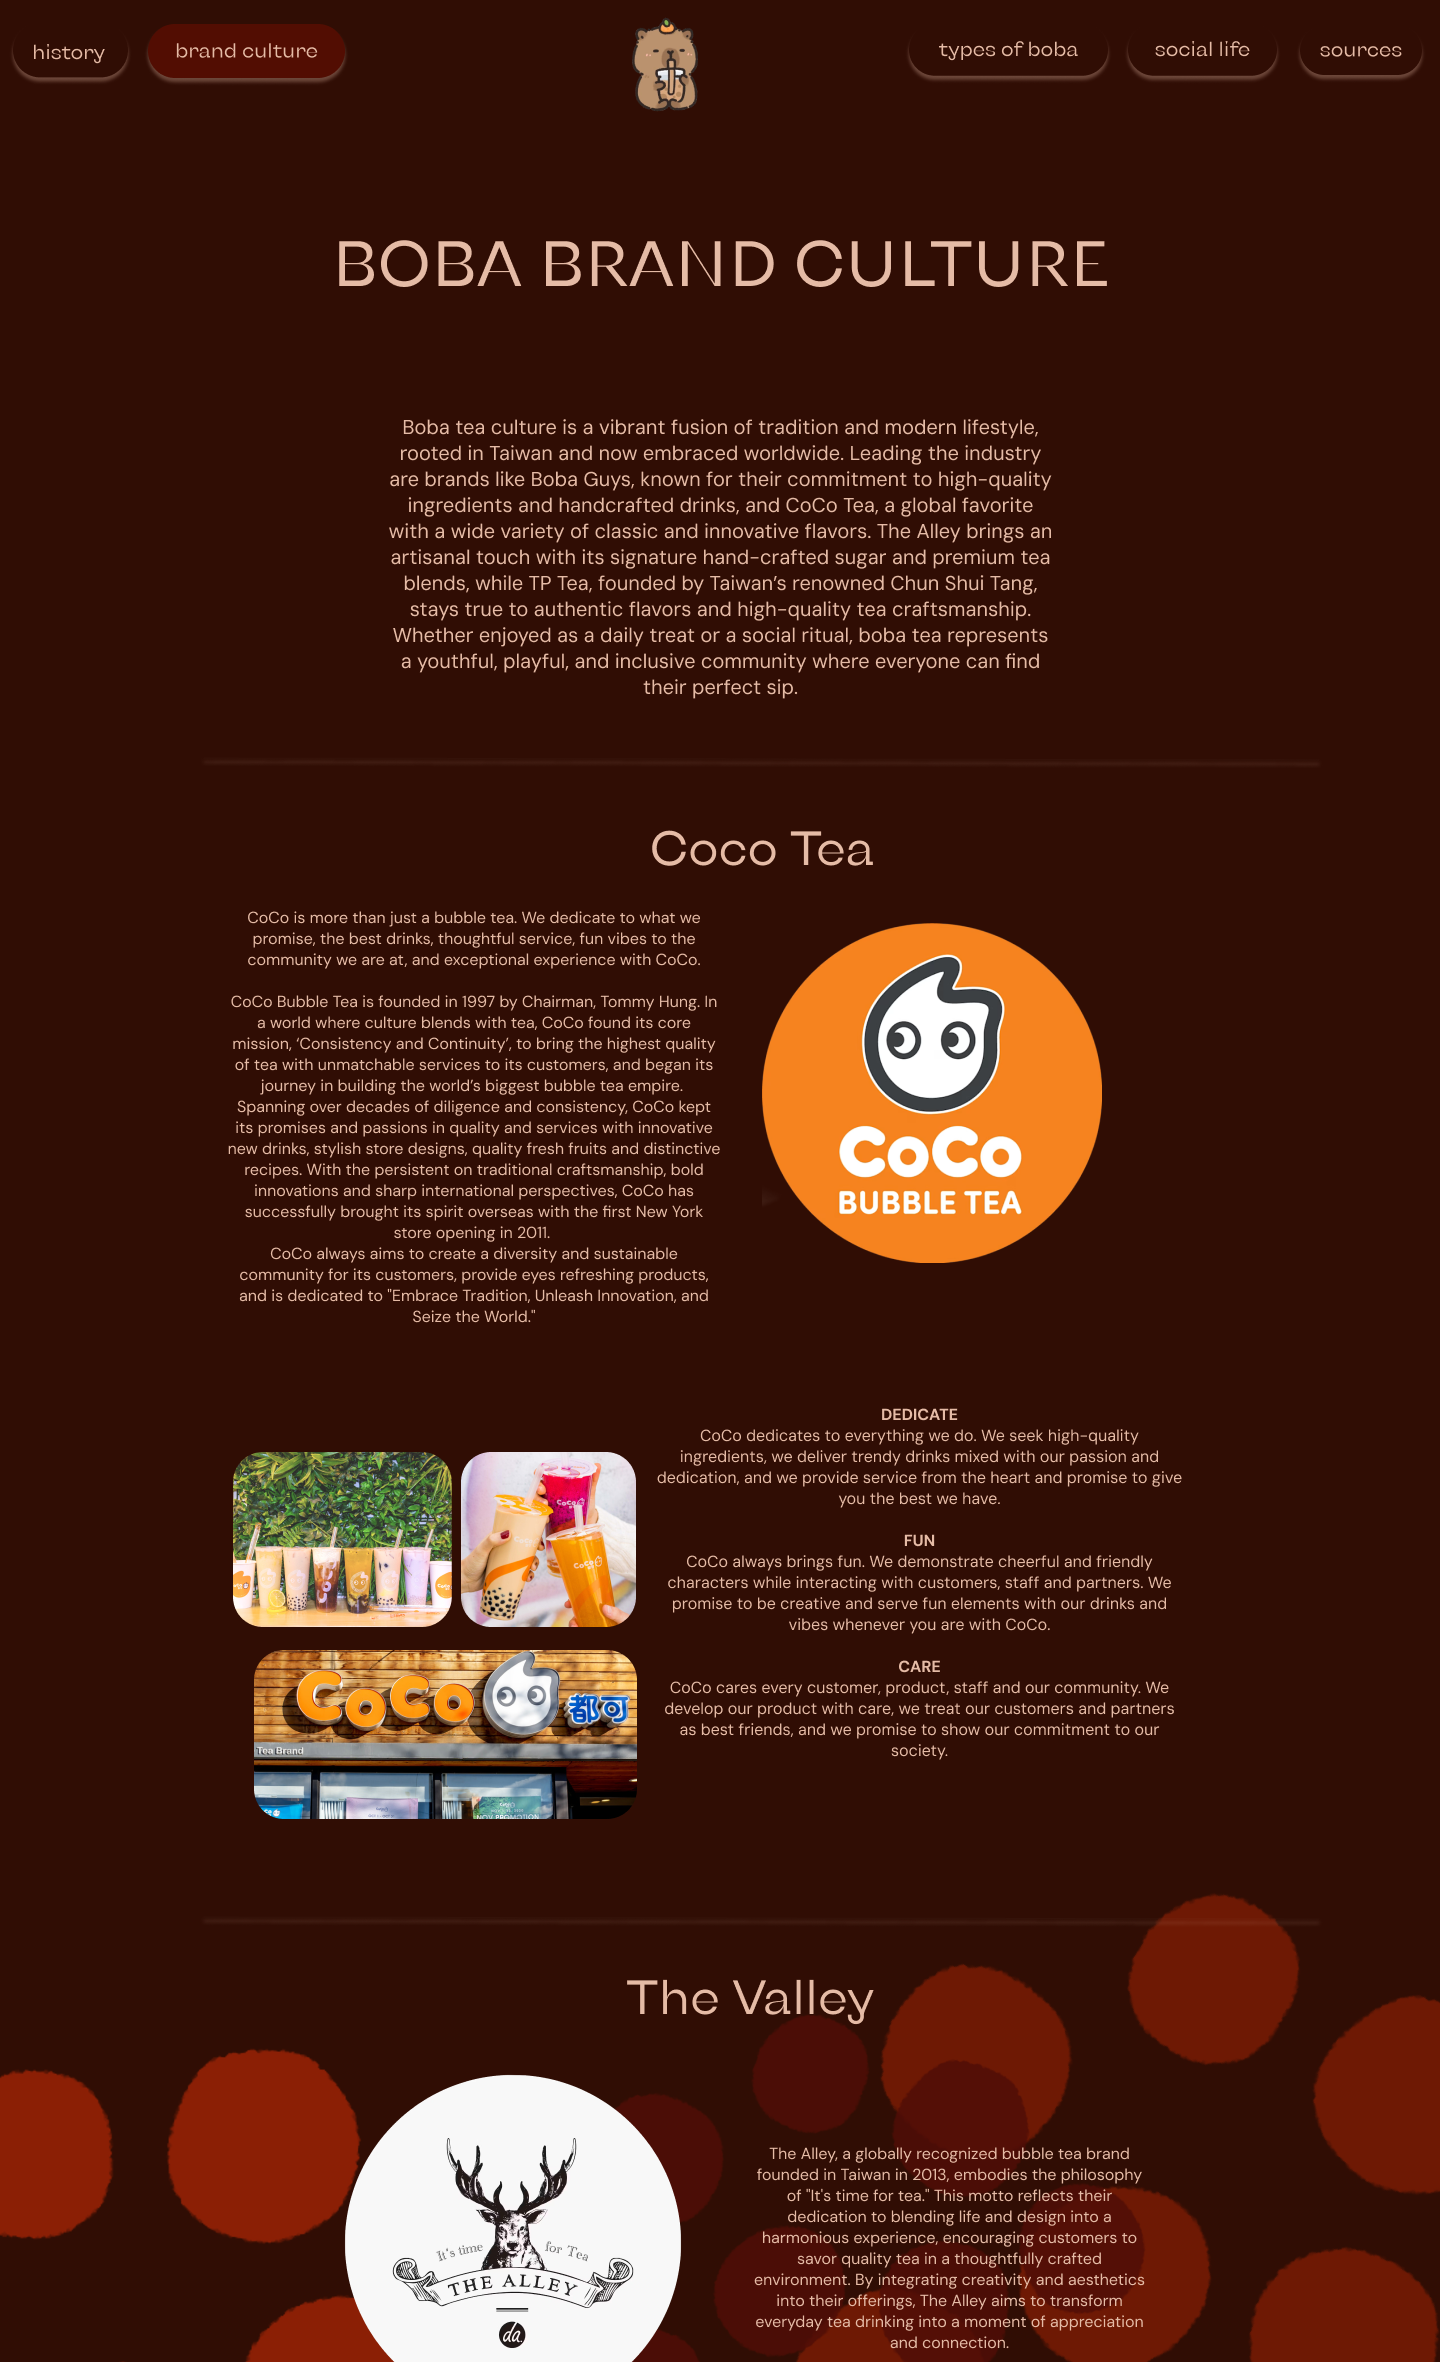 history
brand culture
types of boba
social life
sources
BOBA BRAND CULTURE
Boba tea culture is a vibrant fusion of tradition and modern lifestyle,
rooted in Taiwan and now embraced worldwide. Leading the industry
are brands like Boba Guys, known for their commitment to high-quality
ingredients and handcrafted drinks, and CoCo Tea, a global favorite
with a wide variety of classic and innovative flavors. The Alley brings an
artisanal touch with its signature hand-crafted sugar and premium tea
blends, while TP Tea, founded by Taiwan’s renowned Chun Shui Tang,
stays true to authentic flavors and high-quality tea craftsmanship.
Whether enjoyed as a daily treat or a social ritual, boba tea represents
a youthful, playful, and inclusive community where everyone can find
their perfect sip.
Coco Tea
CoCo is more than just a bubble tea. We dedicate to what we
promise, the best drinks, thoughtful service, fun vibes to the
community we are at, and exceptional experience with CoCo.
CoCo Bubble Tea is founded in 1997 by Chairman, Tommy Hung. In
a world where culture blends with tea, CoCo found its core
mission, ‘Consistency and Continuity’, to bring the highest quality
of tea with unmatchable services to its customers, and began its
journey in building the world’s biggest bubble tea empire.
Spanning over decades of diligence and consistency, CoCo kept
its promises and passions in quality and services with innovative
new drinks, stylish store designs, quality fresh fruits and distinctive
recipes. With the persistent on traditional craftsmanship, bold
innovations and sharp international perspectives, CoCo has
successfully brought its spirit overseas with the first New York
store opening in 2011.
CoCo always aims to create a diversity and sustainable
community for its customers, provide eyes refreshing products,
and is dedicated to "Embrace Tradition, Unleash Innovation, and
Seize the World."
CoCo
BUBBLE TEA
DEDICATE
CoCo dedicates to everything we do. We seek high-quality
ingredients, we deliver trendy drinks mixed with our passion and
dedication, and we provide service from the heart and promise to give
you the best we have.
FUN
CoCo always brings fun. We demonstrate cheerful and friendly
characters while interacting with customers, staff and partners. We
promise to be creative and serve fun elements with our drinks and
vibes whenever you are with CoCo.
CARE
CoCo cares every customer, product, staff and our community. We
develop our product with care, we treat our customers and partners
as best friends, and we promise to show our commitment to our
society.
CoCo
CoCo
CoCo 都可
Tea Brand
NOV PROMOTION
The Valley
It's time for Tea
THE ALLEY
da.
The Alley, a globally recognized bubble tea brand
founded in Taiwan in 2013, embodies the philosophy
of "It's time for tea." This motto reflects their
dedication to blending life and design into a
harmonious experience, encouraging customers to
savor quality tea in a thoughtfully crafted
environment. By integrating creativity and aesthetics
into their offerings, The Alley aims to transform
everyday tea drinking into a moment of appreciation
and connection.